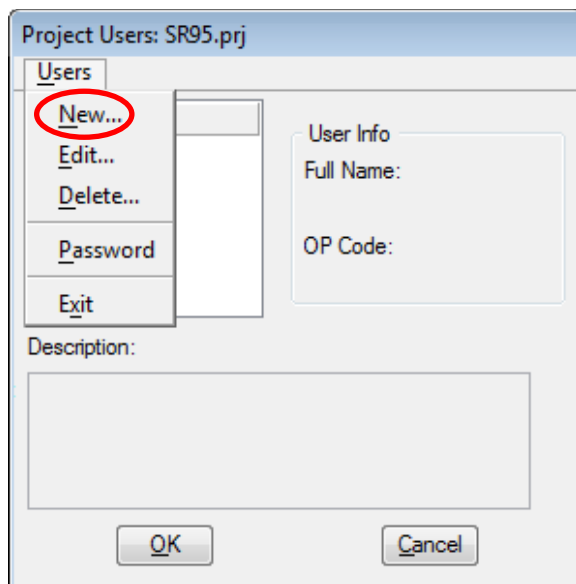 Project Users: SR95.prj
Users
New...
Edit...
Delete...
Password
Exit
User Info
Full Name:
OP Code:
Description:
OK
Cancel